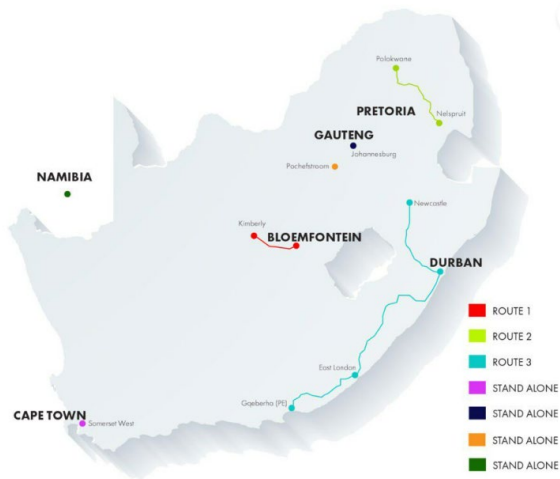 Polokwane
Nelspruit
PRETORIA
GAUTENG
Johannesburg
Pochefstroom
NAMIBIA
Newcastle
Kimberly
BLOEMFONTEIN
DURBAN
ROUTE 1
ROUTE 2
ROUTE 3
East London
STAND ALONE
Gqeberha (PE)
STAND ALONE
CAPE TOWN
Somerset West
STAND ALONE
STAND ALONE